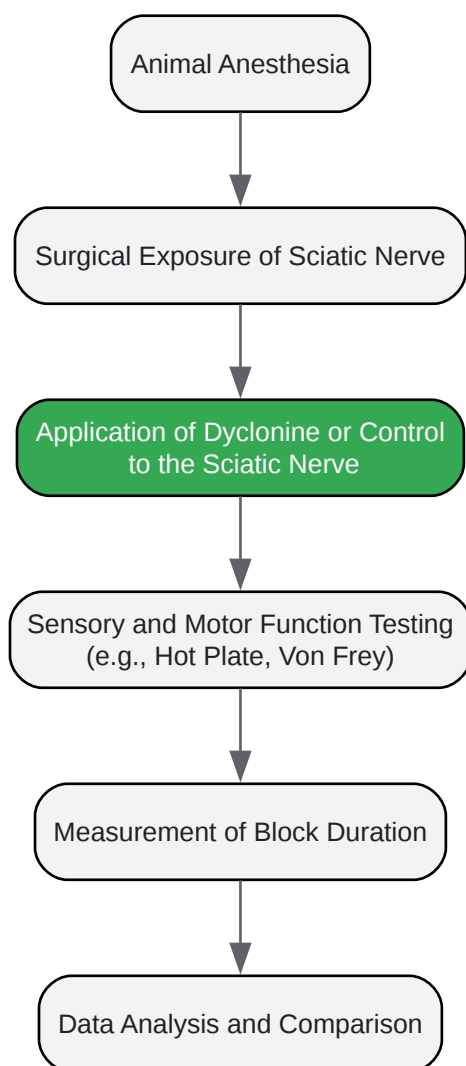 Animal Anesthesia
Surgical Exposure of Sciatic Nerve
Application of Dyclonine or Control
to the Sciatic Nerve
Sensory and Motor Function Testing
(e.g., Hot Plate, Von Frey)
Measurement of Block Duration
Data Analysis and Comparison